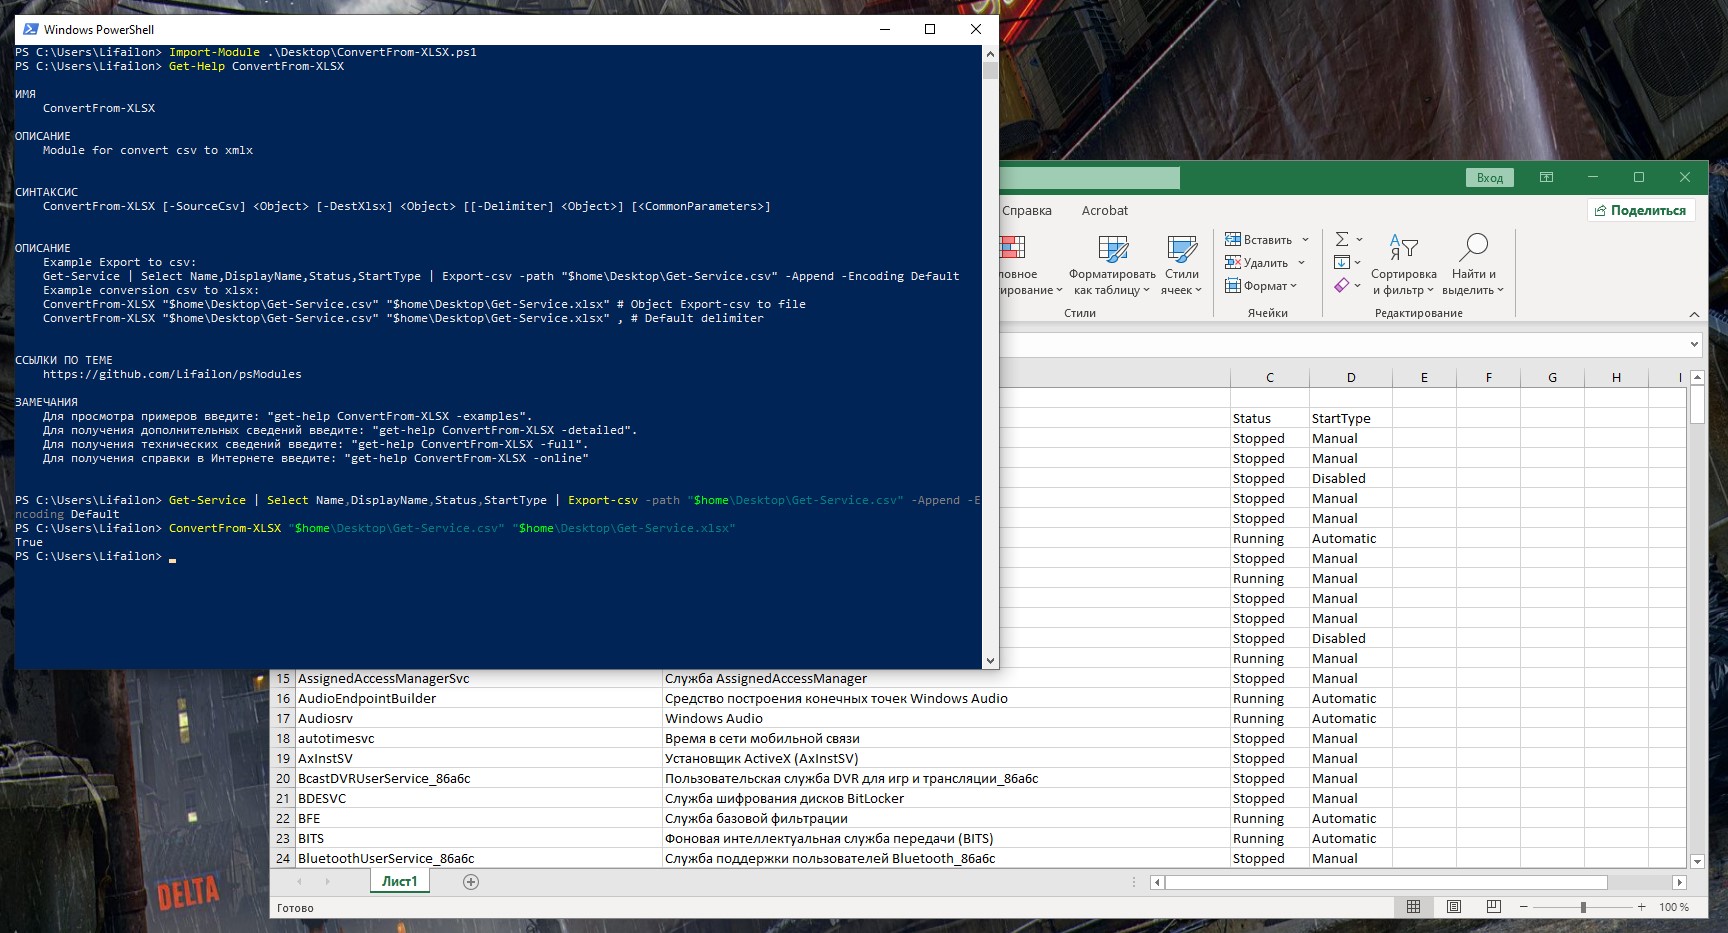 Windows PowerShell
PS C:\Users\Lifailon> Import-Module .\Desktop\ConvertFrom-XLSX.ps1
PS C:\Users\Lifailon> Get-Help ConvertFrom-XLSX
ИМЯ
ConvertFrom-XLSX
ОПИСАНИЕ
Module for convert csv to xmlx
СИНТАКСИС
ConvertFrom-XLSX [-SourceCsv] <Object> [-DestXlsx] <Object> [[-Delimiter] <Object>] [<CommonParameters>]
ОПИСАНИЕ
Example Export to csv:
Get-Service | Select Name,DisplayName,Status,StartType | Export-csv -path "$home\Desktop\Get-Service.csv" -Append -Encoding Default
Example conversion csv to xlsx:
ConvertFrom-XLSX "$home\Desktop\Get-Service.csv" "$home\Desktop\Get-Service.xlsx" # Object Export-csv to file
ConvertFrom-XLSX "$home\Desktop\Get-Service.csv" "$home\Desktop\Get-Service.xlsx" , # Default delimiter
ССЫЛКИ ПО ТЕМЕ
https://github.com/Lifailon/psModules
ЗАМЕЧАНИЯ
Для просмотра примеров введите: "get-help ConvertFrom-XLSX -examples".
Для получения дополнительных сведений введите: "get-help ConvertFrom-XLSX -detailed".
Для получения технических сведений введите: "get-help ConvertFrom-XLSX -full".
Для получения справки в Интернете введите: "get-help ConvertFrom-XLSX -online"
PS C:\Users\Lifailon> Get-Service | Select Name,DisplayName,Status,StartType | Export-csv -path "$home\Desktop\Get-Service.csv" -Append -E
ncoding Default
PS C:\Users\Lifailon> ConvertFrom-XLSX "$home\Desktop\Get-Service.csv" "$home\Desktop\Get-Service.xlsx"
True
PS C:\Users\Lifailon>
Вход
Справка Acrobat Поделиться
ловное Форматировать Стили
ирование как таблицу ячеек
Стили
Вставить
Удалить
Формат
Ячейки
Сортировка Найти и
и фильтр выделить
Редактирование
C D E F G H I
Status StartType
Stopped Manual
Stopped Manual
Stopped Disabled
Stopped Manual
Stopped Manual
Running Automatic
Stopped Manual
Running Manual
Stopped Manual
Stopped Manual
Stopped Disabled
Running Manual
15 AssignedAccessManagerSvc Служба AssignedAccessManager Stopped Manual
16 AudioEndpointBuilder Средство построения конечных точек Windows Audio Running Automatic
17 Audiosrv Windows Audio Running Automatic
18 autotimesvc Время в сети мобильной связи Stopped Manual
19 AxInstSV Установщик ActiveX (AxInstSV) Stopped Manual
20 BcastDVRUserService_86a6c Пользовательская служба DVR для игр и трансляции_86a6c Stopped Manual
21 BDESVC Служба шифрования дисков BitLocker Stopped Manual
22 BFE Служба базовой фильтрации Running Automatic
23 BITS Фоновая интеллектуальная служба передачи (BITS) Running Automatic
24 BluetoothUserService_86a6c Служба поддержки пользователей Bluetooth_86a6c Stopped Manual
Лист1
Готово 100 %
DELTA